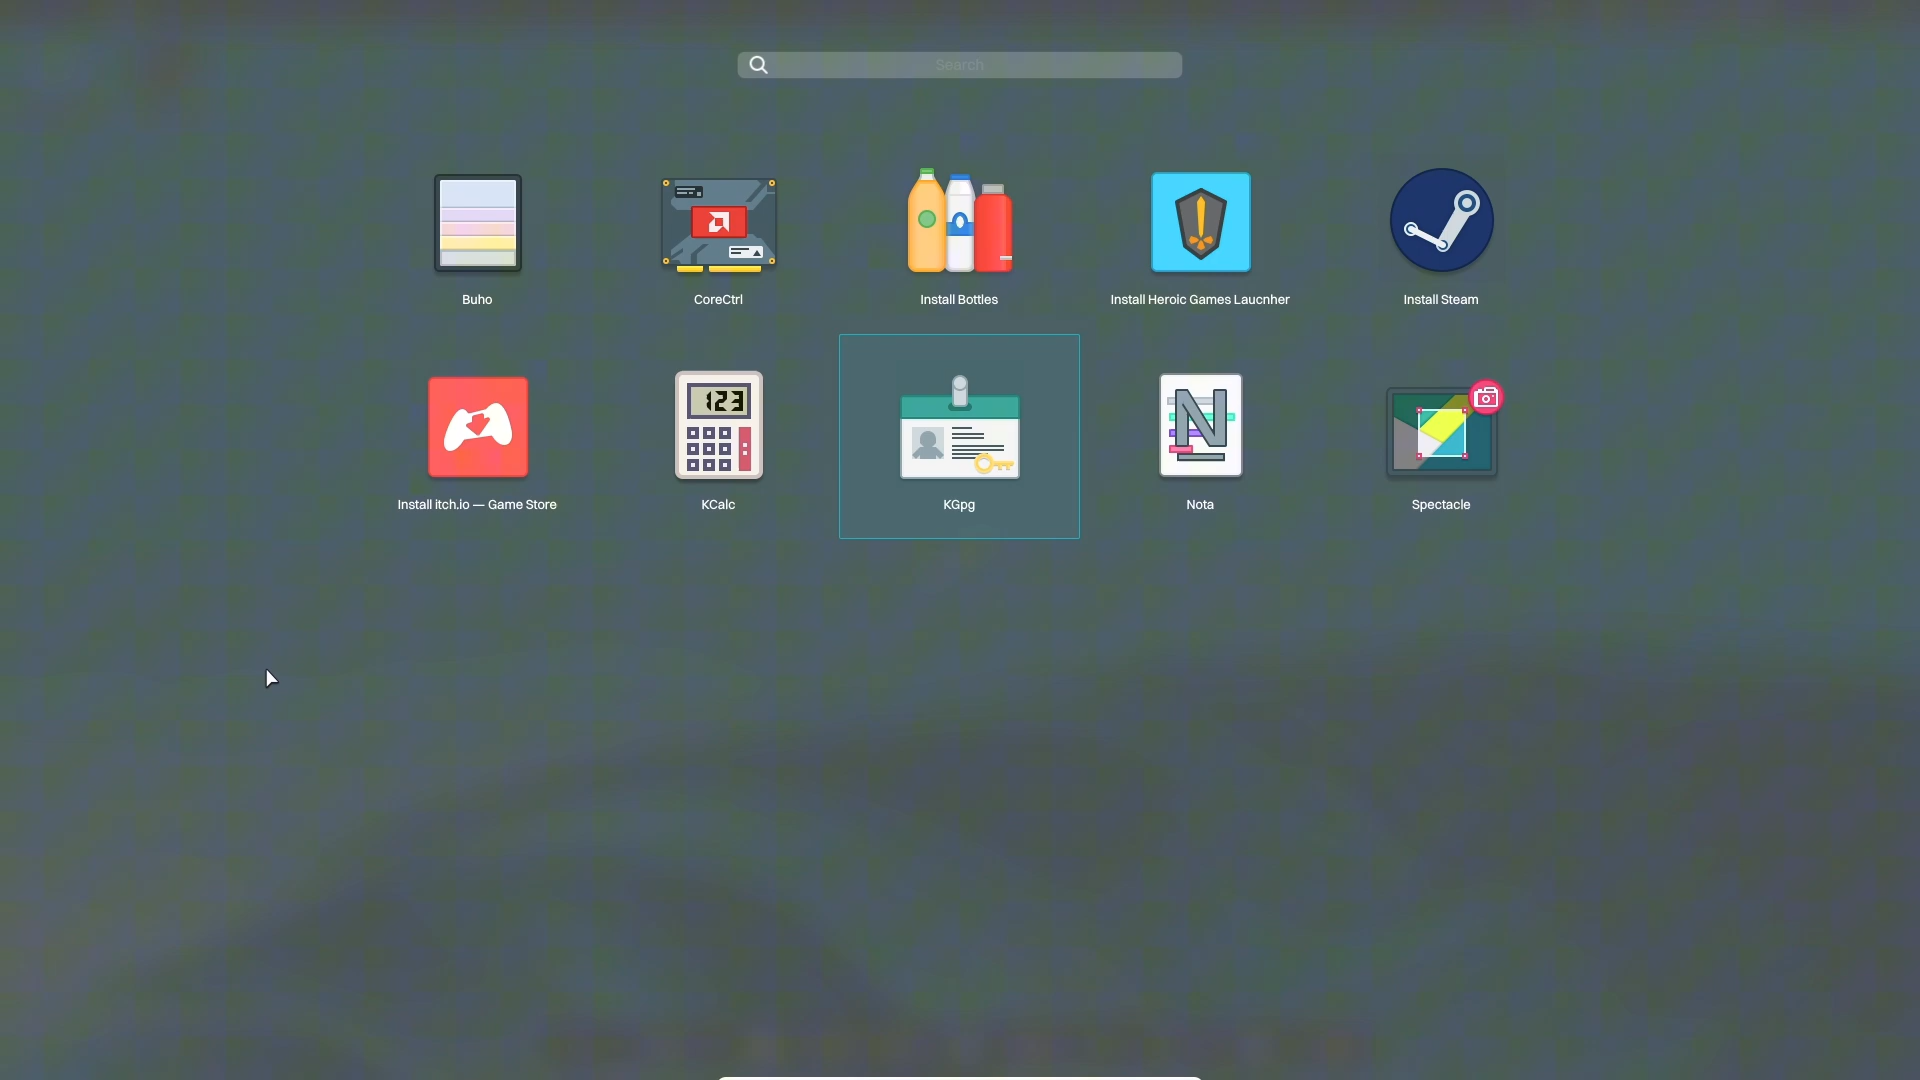 Search
Buho
CoreCtrl
Install Bottles
Install Heroic Games Laucnher
Install Steam
Install itch.io — Game Store
123
KCalc
KGpg
N
Nota
Spectacle